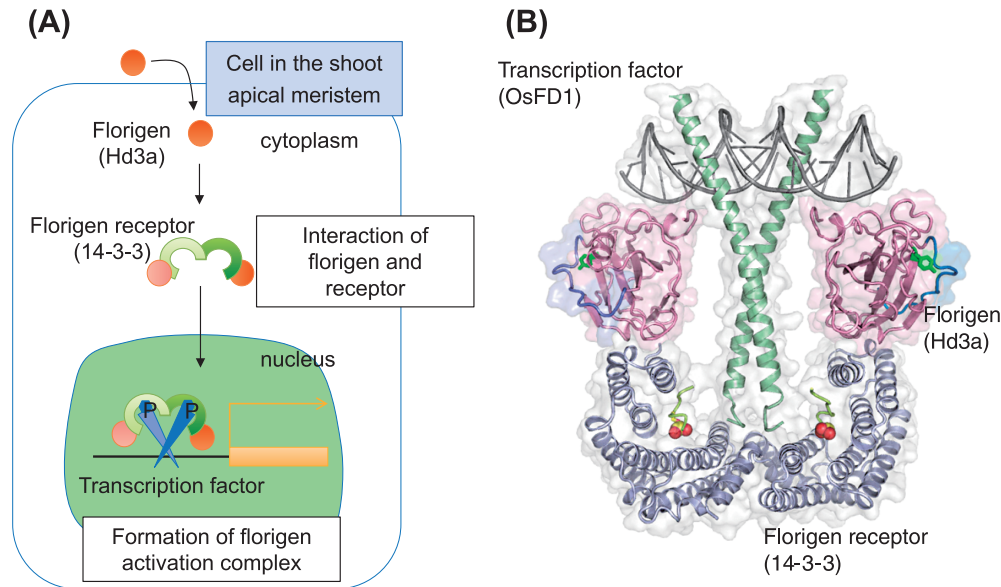 (A)
Cell in the shoot
apical meristem
Florigen
(Hd3a)
cytoplasm
Florigen receptor
(14-3-3)
Interaction of
florigen and
receptor
nucleus
P
P
Transcription factor
Formation of florigen
activation complex
(B)
Transcription factor
(OsFD1)
Florigen
(Hd3a)
Florigen receptor
(14-3-3)